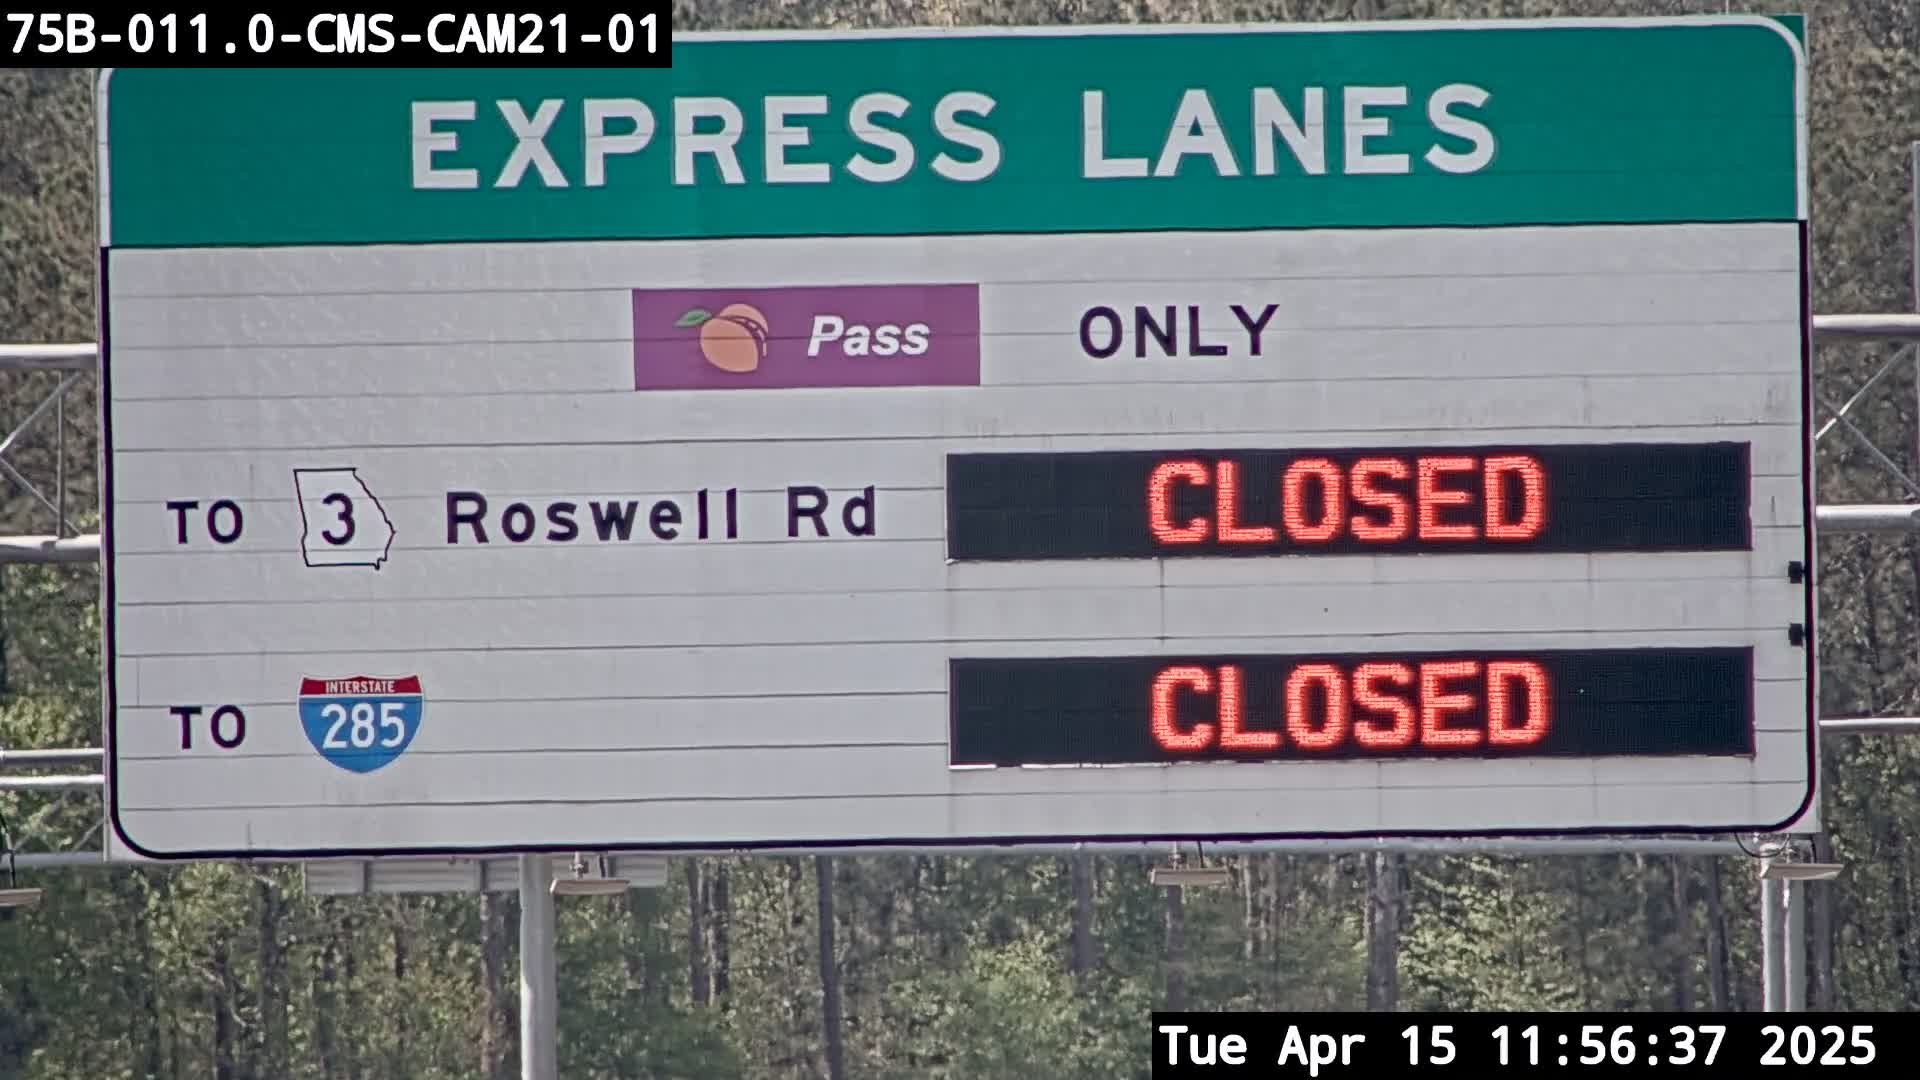 75B-011.0-CMS-CAM21-01
EXPRESS LANES
Pass ONLY
TO 3 Roswell Rd CLOSED
INTERSTATE
TO 285 CLOSED
Tue Apr 15 11:56:37 2025